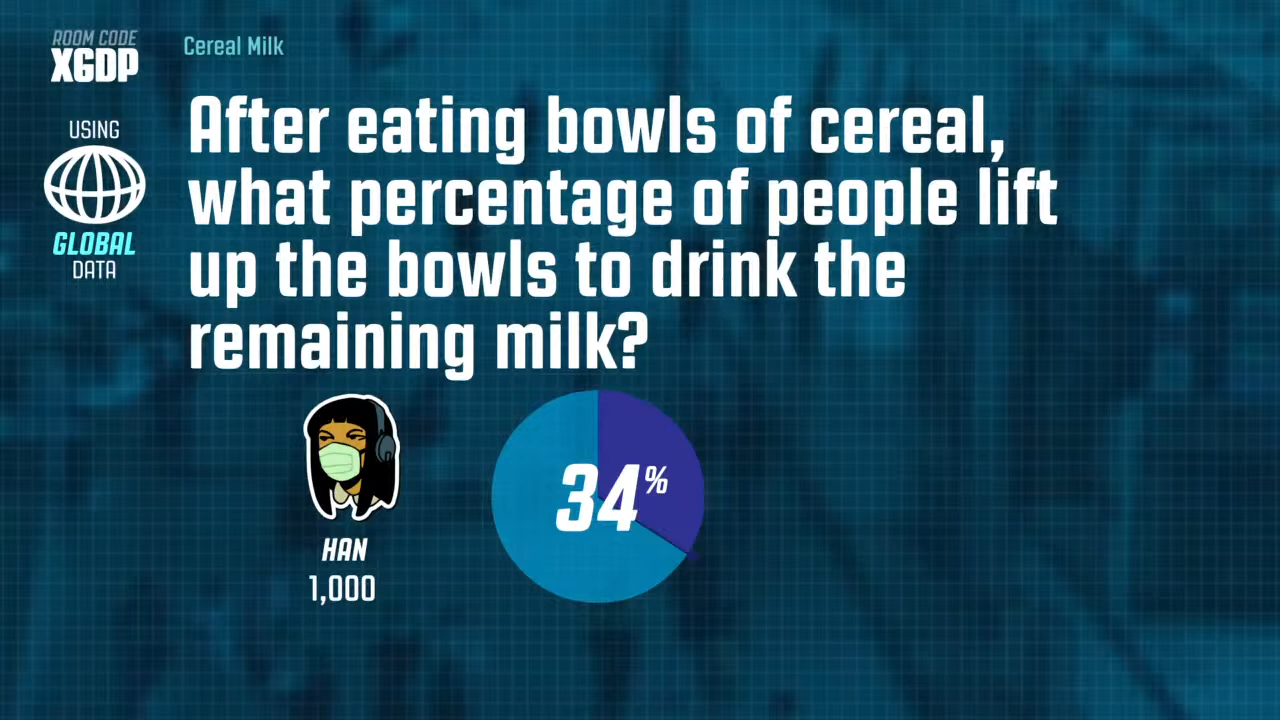 ROOM CODE
X6DP
Cereal Milk
USING
GLOBAL
DATA
After eating bowls of cereal,
what percentage of people lift
up the bowls to drink the
remaining milk?
34%
HAN
1,000